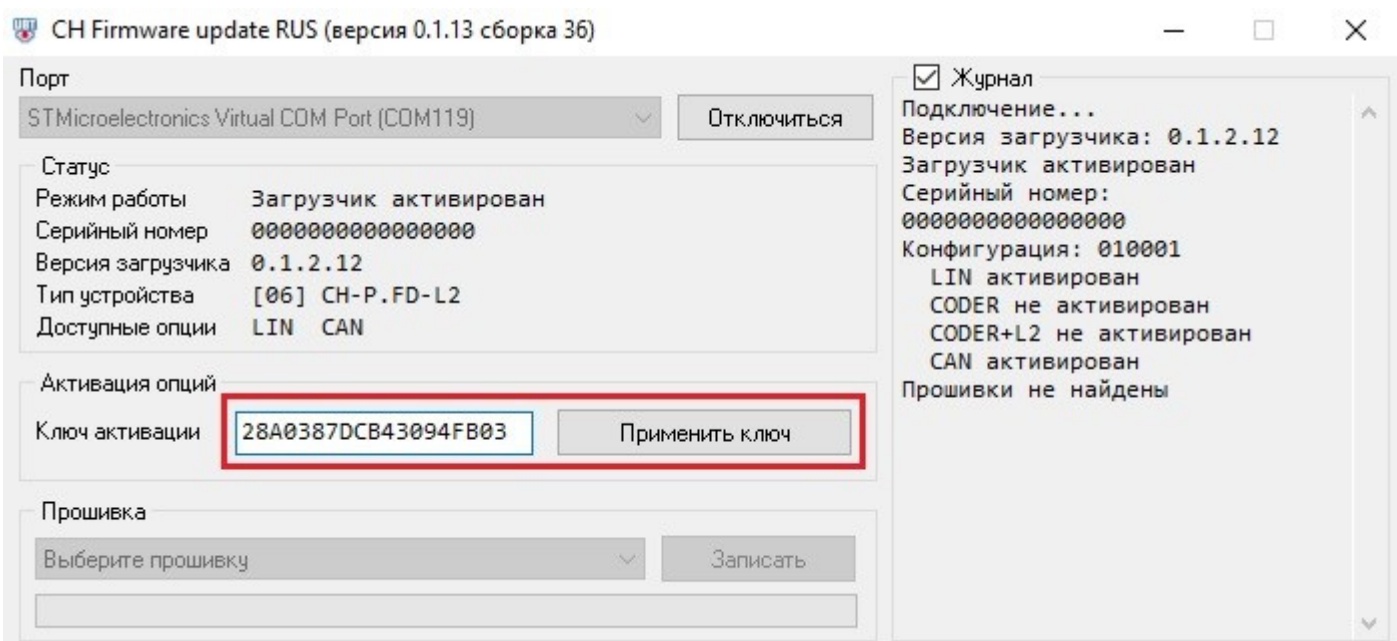 CH Firmware update RUS (версия 0.1.13 сборка 36)
Порт
STMicroelectronics Virtual COM Port (COM119)
Отключиться
Статус
Режим работы Загрузчик активирован
Серийный номер 0000000000000000
Версия загрузчика 0.1.2.12
Тип устройства [06] CH-P.FD-L2
Доступные опции LIN CAN
Активация опций
Ключ активации 28A0387DCB43094FB03 Применить ключ
Прошивка
Выберите прошивку Записать
Журнал
Подключение...
Версия загрузчика: 0.1.2.12
Загрузчик активирован
Серийный номер:
0000000000000000
Конфигурация: 010001
LIN активирован
CODER не активирован
CODER+L2 не активирован
CAN активирован
Прошивки не найдены